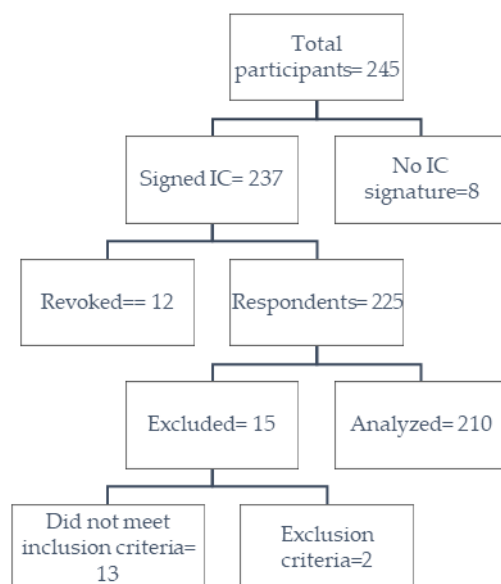 Total
participants= 245
Signed IC= 237
No IC
signature=8
Revoked== 12
Respondents= 225
Excluded= 15
Analyzed= 210
Did not meet
inclusion criteria=
13
Exclusion
criteria=2